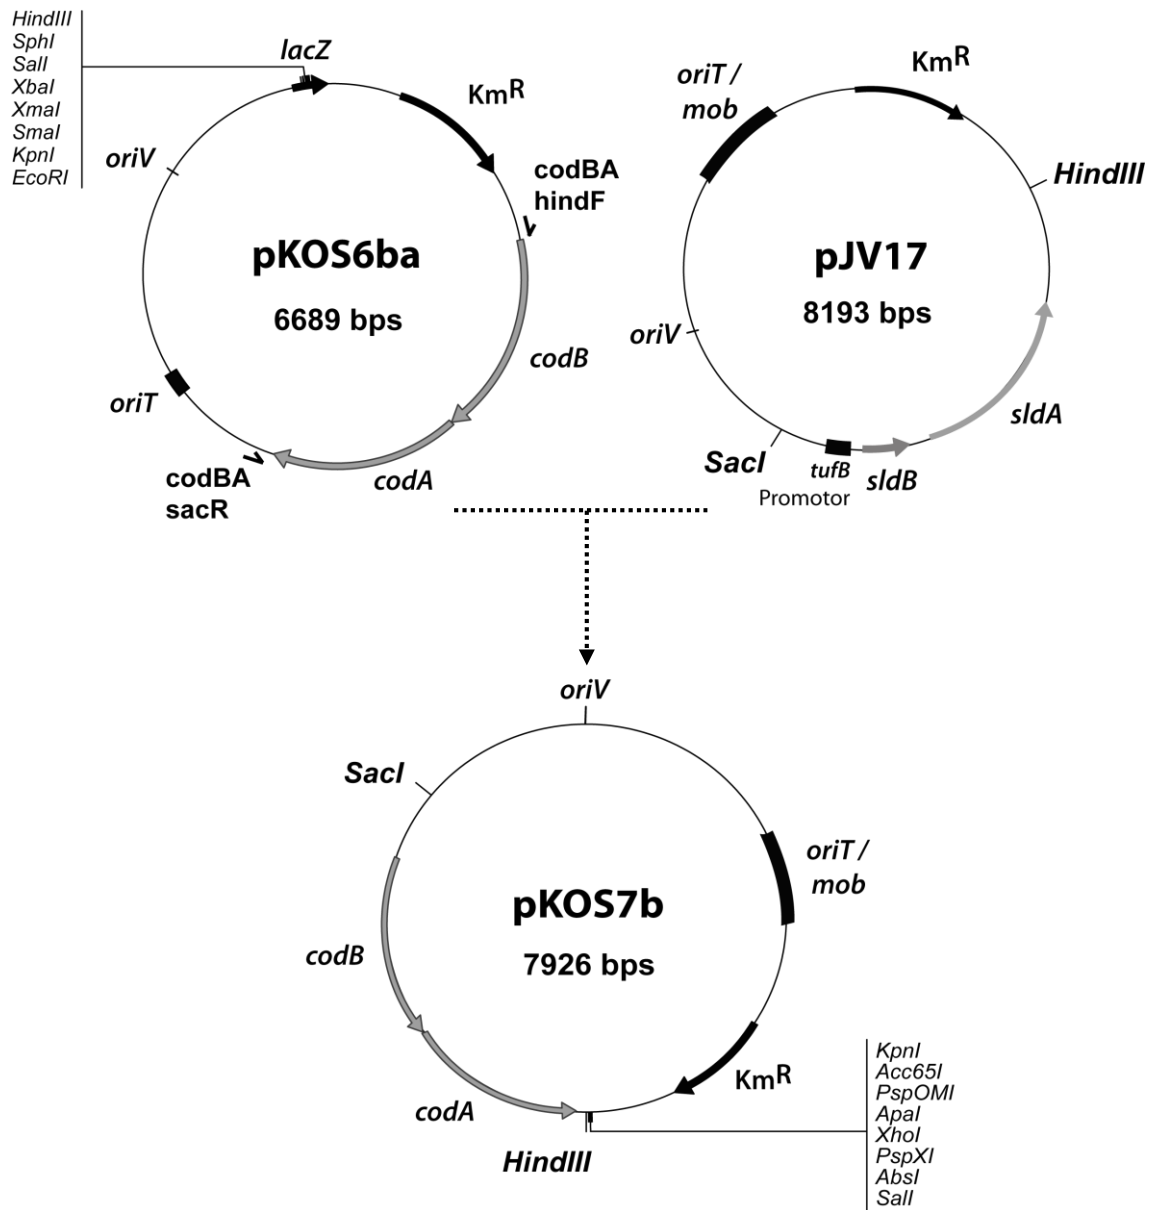 HindIII
SphI
SalI
XbaI
XmaI
SmaI
KpnI
EcoRI
lacZ
KmR
oriV
codBA
hindF
pKOS6ba
6689 bps
codB
oriT
codA
codBA
sacR
oriT /
mob
KmR
HindIII
pJV17
8193 bps
oriV
sldA
SacI
tufB
Promotor
sldB
oriV
SacI
oriT /
mob
pKOS7b
7926 bps
codB
KmR
codA
HindIII
KpnI
Acc65I
PspOMI
ApaI
XhoI
PspXI
AbsI
SalI